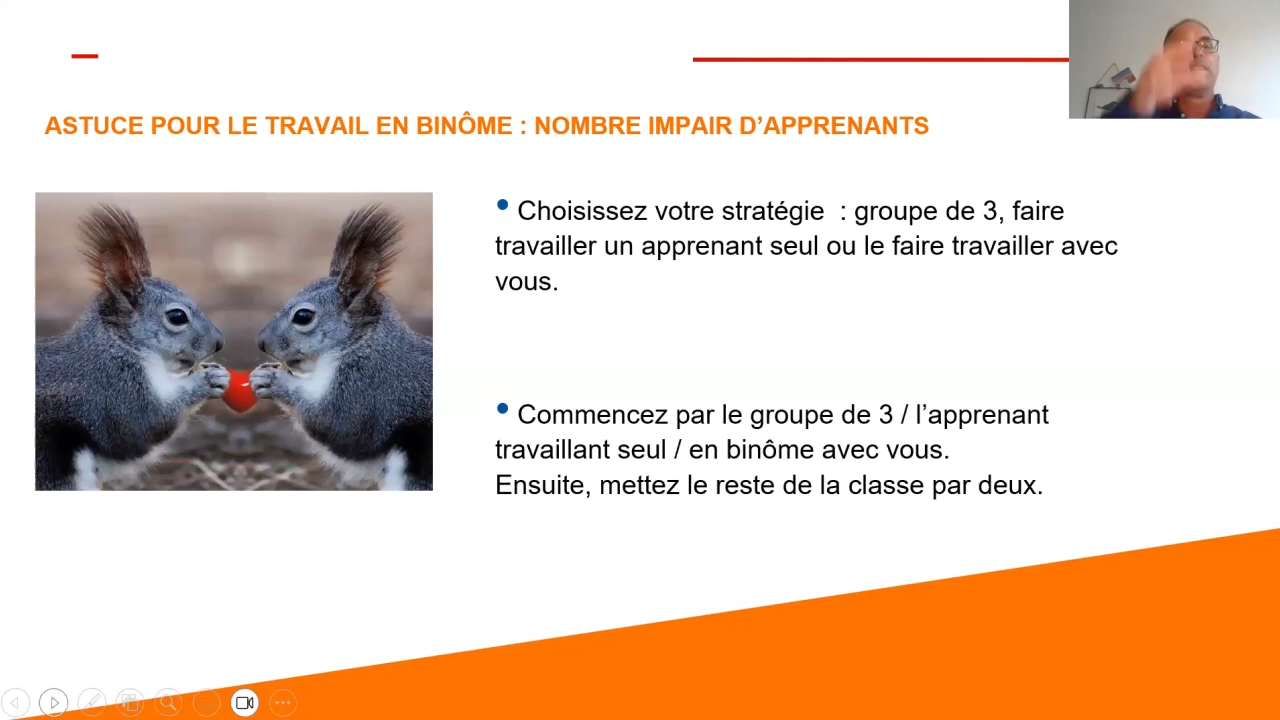 ASTUCE POUR LE TRAVAIL EN BINÔME : NOMBRE IMPAIR D’APPRENANTS
• Choisissez votre stratégie : groupe de 3, faire
travailler un apprenant seul ou le faire travailler avec
vous.
• Commencez par le groupe de 3 / l’apprenant
travaillant seul / en binôme avec vous.
Ensuite, mettez le reste de la classe par deux.